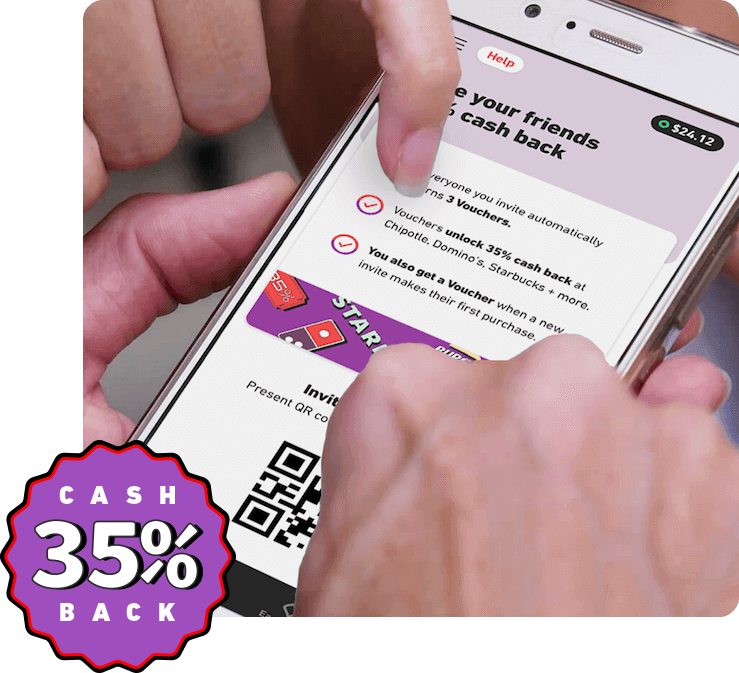 Help
$24.12
e your friends
% cash back
veryone you invite automatically
rns 3 Vouchers.
Vouchers unlock 35% cash back at
Chipotle, Domino's, Starbucks + more.
You also get a Voucher when a new
invite makes their first purchase.
35%
STAR
Invit
Present QR co
CASH
35%
BACK